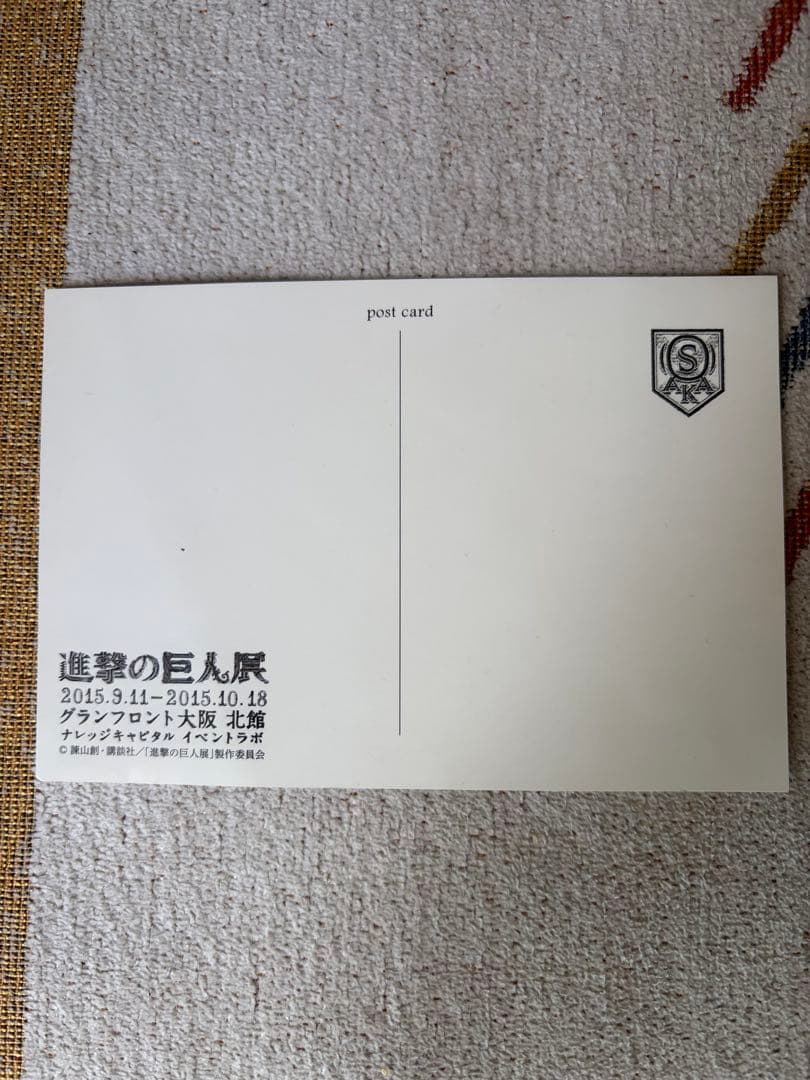 post card
OSAKA
進撃の巨人展
2015.9.11-2015.10.18
グランフロント大阪 北館
ナレッジキャピタル イベントラボ
© 諫山創・講談社／「進撃の巨人展」製作委員会